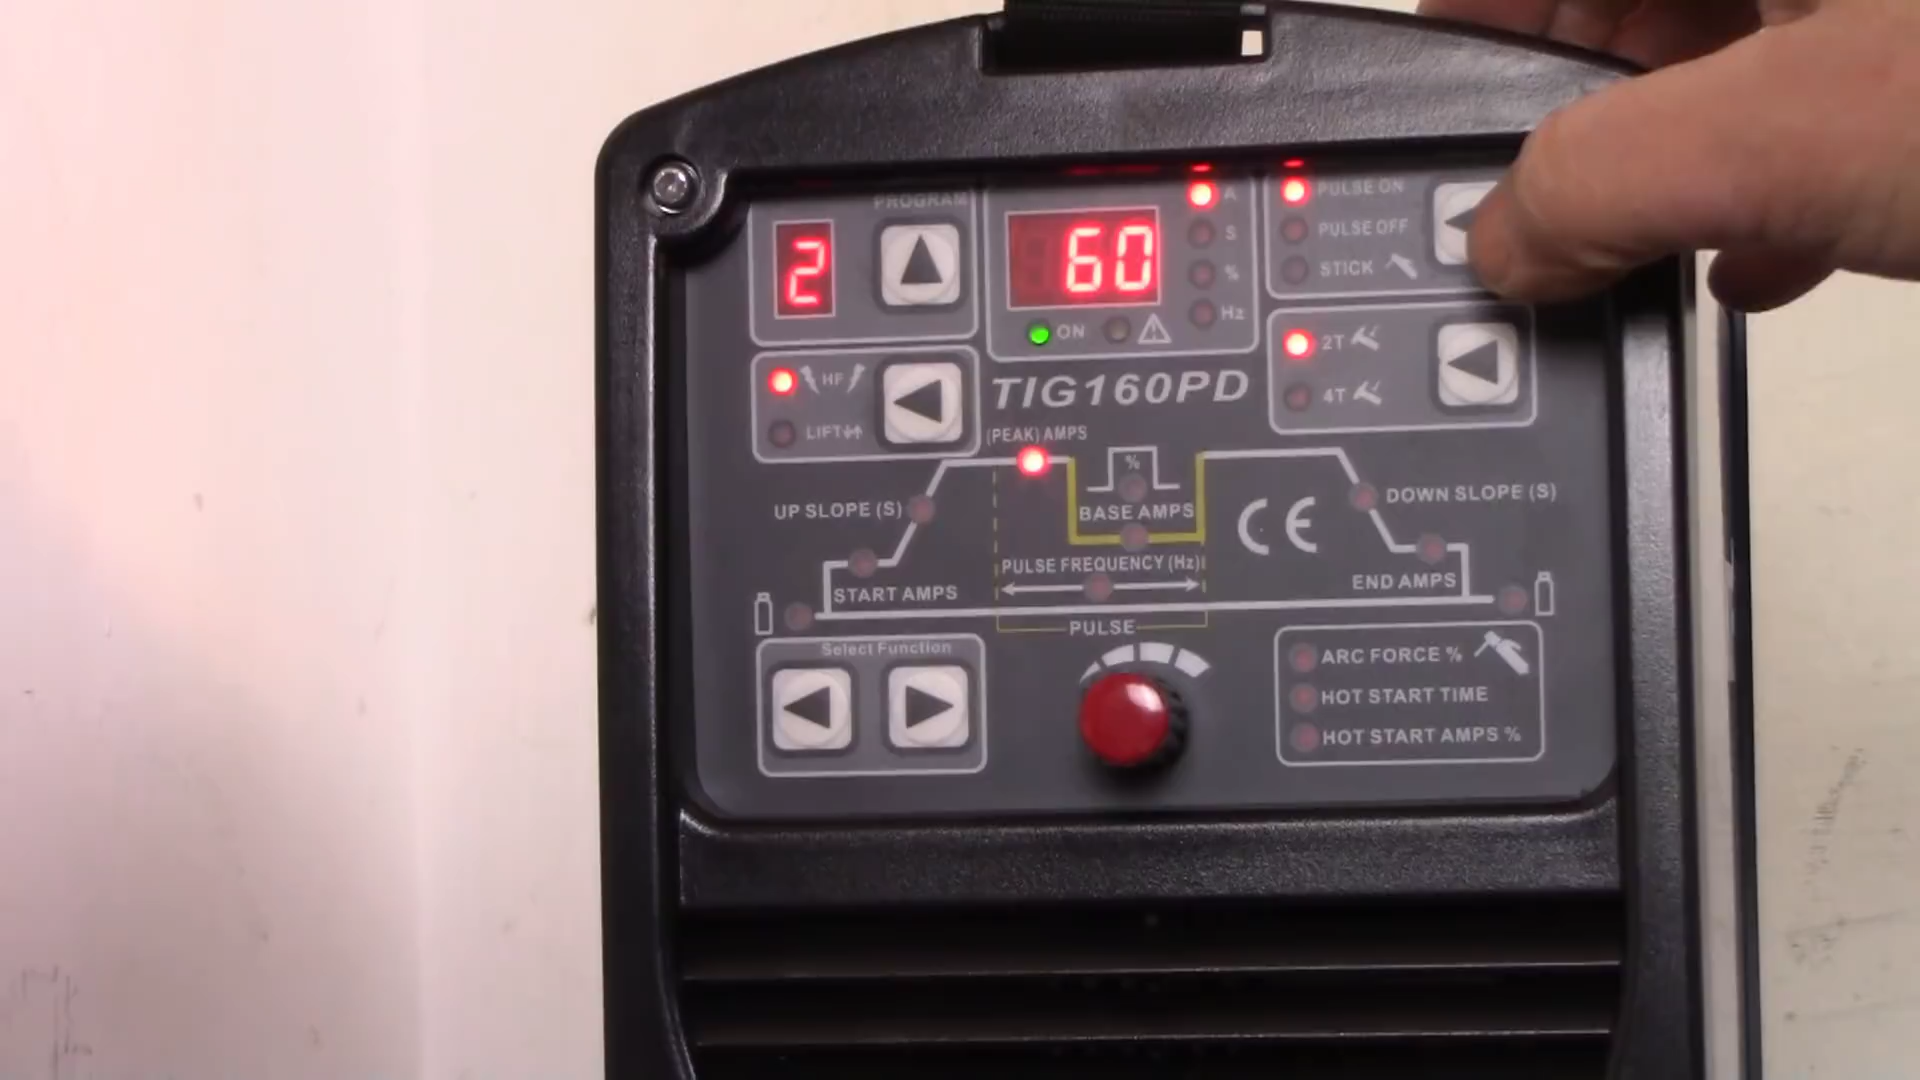 PROGRAM
2
60
ON
A
S
%
Hz
PULSE ON
PULSE OFF
STICK
HF
LIFT
2T
4T
TIG160PD
(PEAK) AMPS
%
UP SLOPE (S)
BASE AMPS
DOWN SLOPE (S)
CE
PULSE FREQUENCY (Hz)
START AMPS
END AMPS
PULSE
Select Function
ARC FORCE %
HOT START TIME
HOT START AMPS %